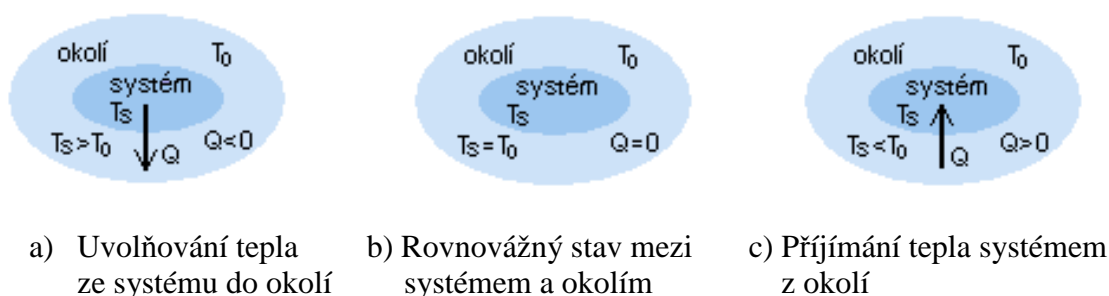 okolí T₀
systém
Tₛ
Tₛ>T₀ Q Q<0
okolí T₀
systém
Tₛ
Tₛ=T₀ Q=0
okolí T₀
systém
Tₛ
Tₛ<T₀ Q Q>0
a) Uvolňování tepla
ze systému do okolí
b) Rovnovážný stav mezi
systémem a okolím
c) Příjímání tepla systémem
z okolí